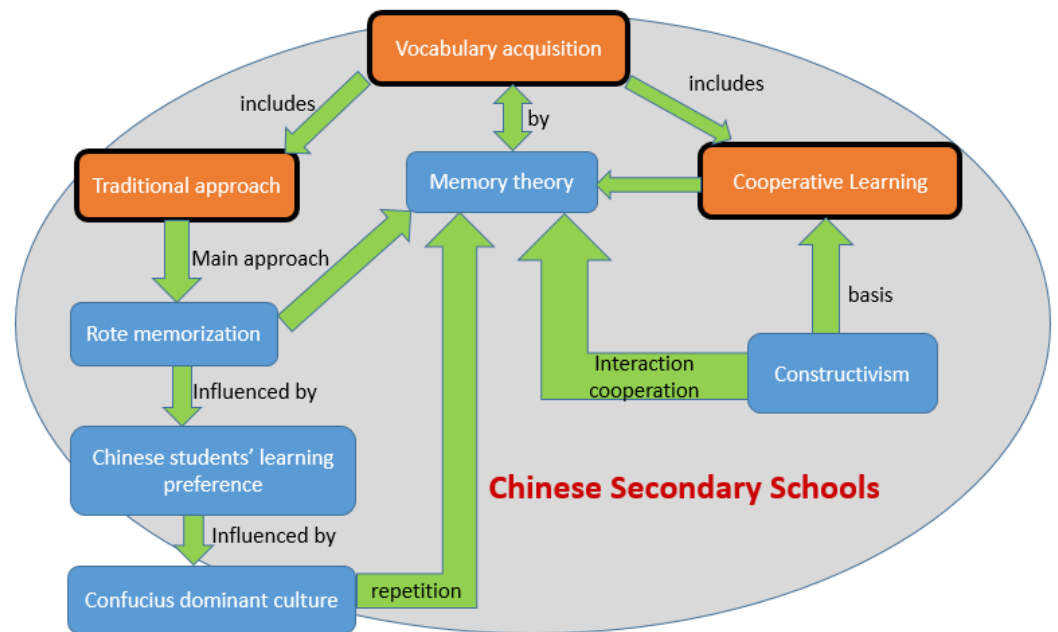 Vocabulary acquisition
includes
includes
by
Traditional approach
Memory theory
Cooperative Learning
Main approach
basis
Rote memorization
Interaction
cooperation
Constructivism
Influenced by
Chinese students’ learning
preference
Chinese Secondary Schools
Influenced by
Confucius dominant culture
repetition